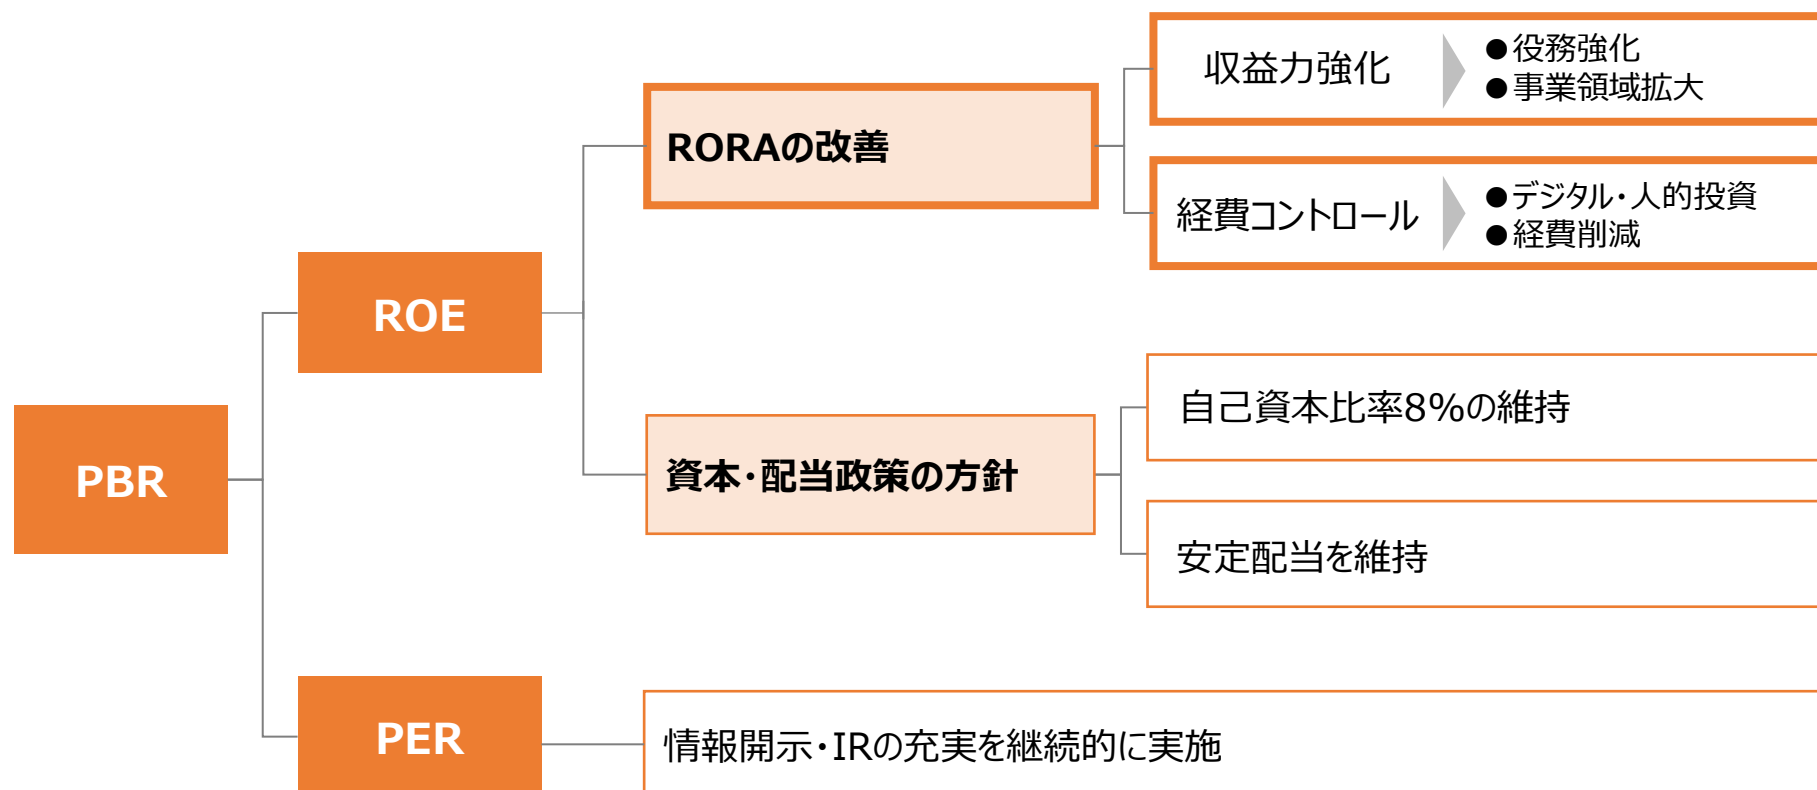 収益力強化
●役務強化
●事業領域拡大
RORAの改善
経費コントロール
●デジタル・人的投資
●経費削減
ROE
自己資本比率8%の維持
PBR
資本・配当政策の方針
安定配当を維持
PER
情報開示・IRの充実を継続的に実施